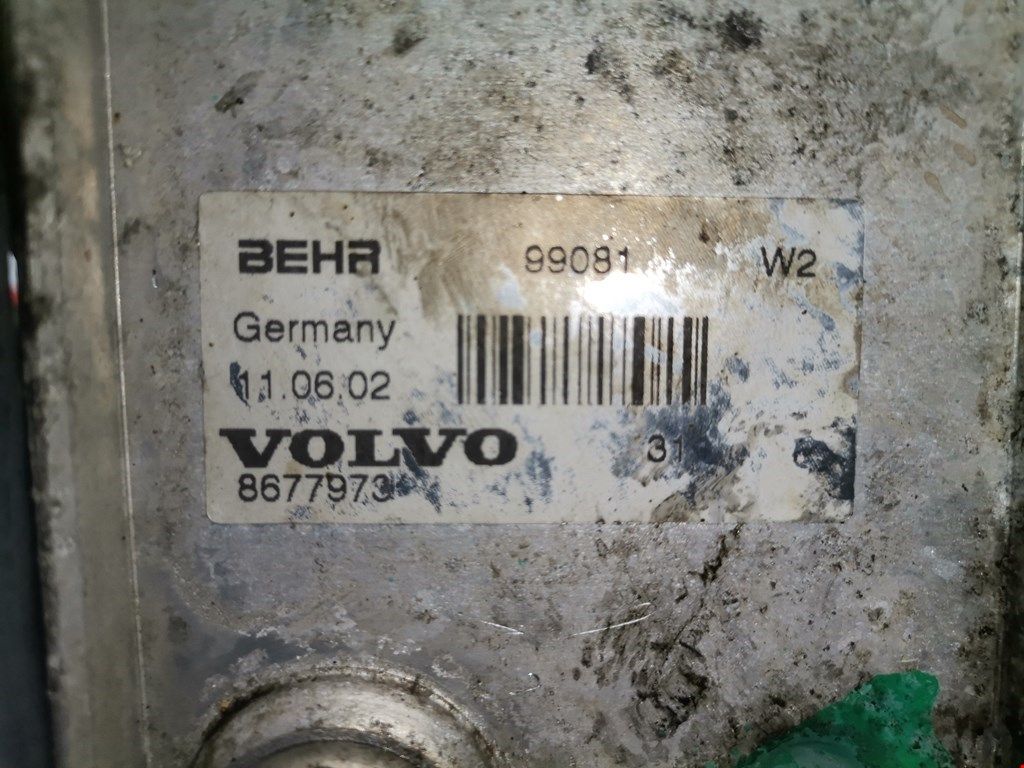 BEHR 99081 W2
Germany
11.06.02
VOLVO 31
8677973